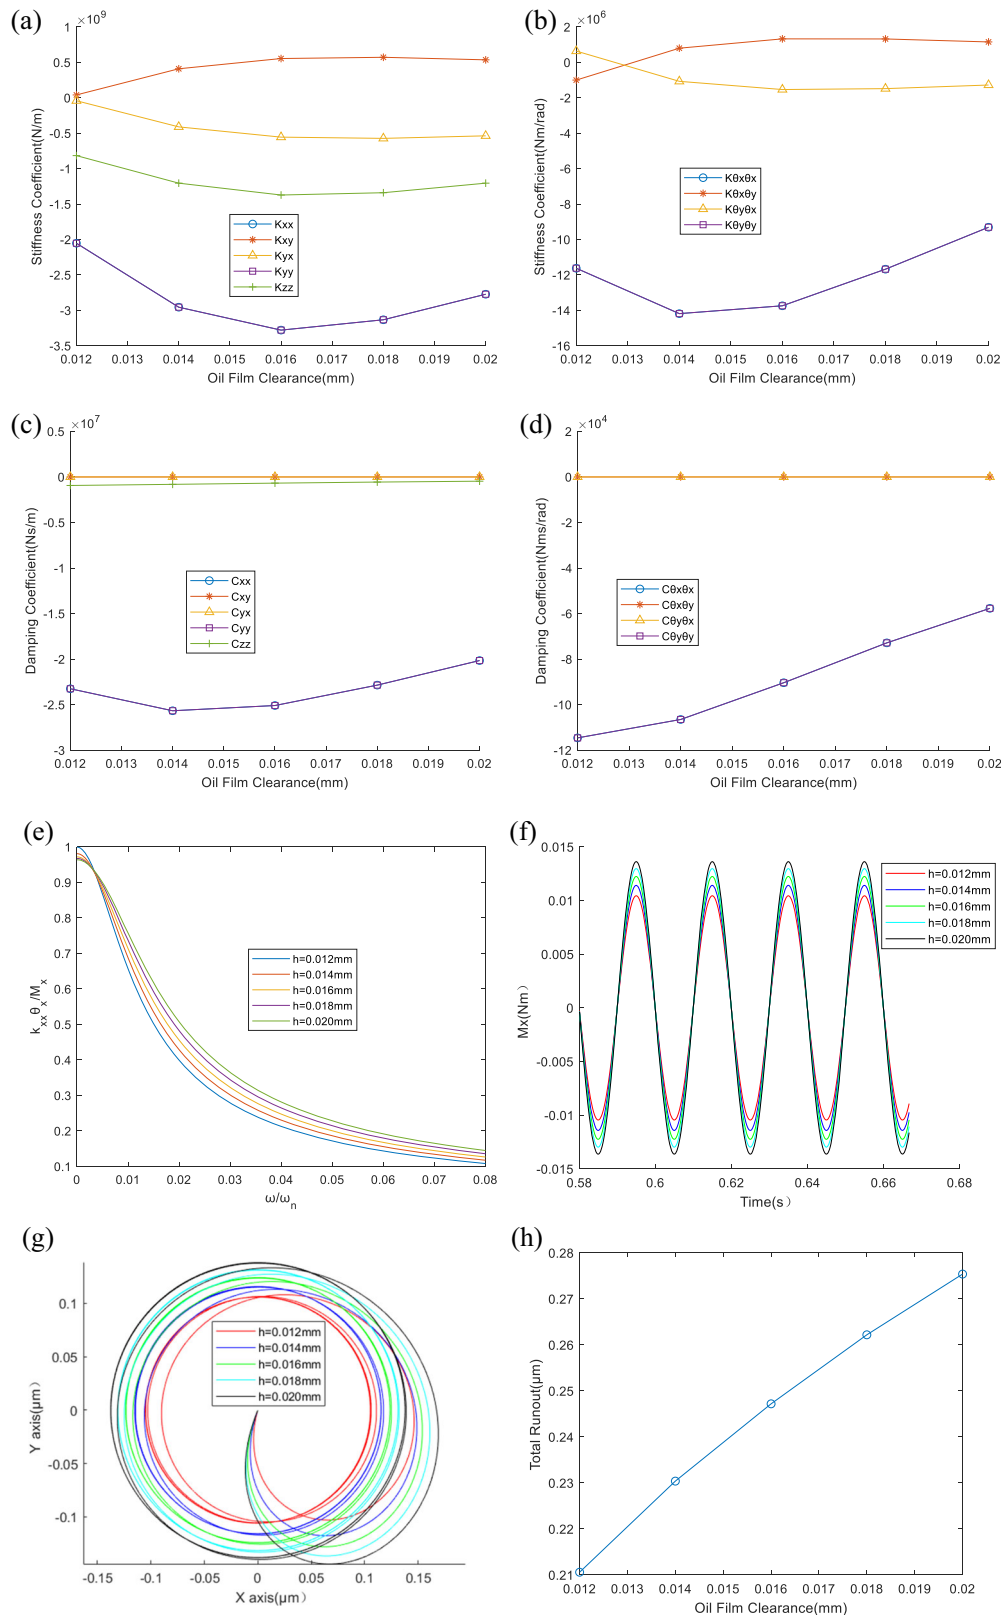 (a)
×10^9
1
0.5
0
-0.5
-1
-1.5
-2
-2.5
-3
-3.5
Stiffness Coefficient(N/m)
Kxx
Kxy
Kyx
Kyy
Kzz
0.012 0.013 0.014 0.015 0.016 0.017 0.018 0.019 0.02
Oil Film Clearance(mm)
(b)
×10^6
2
0
-2
-4
-6
-8
-10
-12
-14
-16
Stiffness Coefficient(Nm/rad)
Kθxθx
Kθxθy
Kθyθx
Kθyθy
0.012 0.013 0.014 0.015 0.016 0.017 0.018 0.019 0.02
Oil Film Clearance(mm)
(c)
×10^7
0.5
0
-0.5
-1
-1.5
-2
-2.5
-3
Damping Coefficient(Ns/m)
Cxx
Cxy
Cyx
Cyy
Czz
0.012 0.013 0.014 0.015 0.016 0.017 0.018 0.019 0.02
Oil Film Clearance(mm)
(d)
×10^4
2
0
-2
-4
-6
-8
-10
-12
Damping Coefficient(Nms/rad)
Cθxθx
Cθxθy
Cθyθx
Cθyθy
0.012 0.013 0.014 0.015 0.016 0.017 0.018 0.019 0.02
Oil Film Clearance(mm)
(e)
1
0.9
0.8
0.7
0.6
0.5
0.4
0.3
0.2
0.1
k_xx θ_x/M_x
h=0.012mm
h=0.014mm
h=0.016mm
h=0.018mm
h=0.020mm
0 0.01 0.02 0.03 0.04 0.05 0.06 0.07 0.08
ω/ω_n
(f)
0.015
0.01
0.005
0
-0.005
-0.01
-0.015
Mx(Nm）
h=0.012mm
h=0.014mm
h=0.016mm
h=0.018mm
h=0.020mm
0.58 0.6 0.62 0.64 0.66 0.68
Time(s）
(g)
0.1
0.05
0
-0.05
-0.1
Y axis(μm）
h=0.012mm
h=0.014mm
h=0.016mm
h=0.018mm
h=0.020mm
-0.15 -0.1 -0.05 0 0.05 0.1 0.15
X axis(μm）
(h)
0.28
0.27
0.26
0.25
0.24
0.23
0.22
0.21
Total Runout(μm)
0.012 0.013 0.014 0.015 0.016 0.017 0.018 0.019 0.02
Oil Film Clearance(mm)